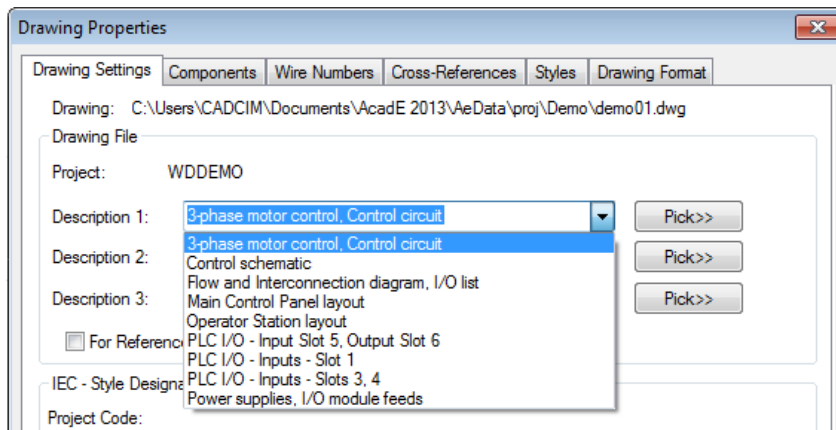 Drawing Properties
Drawing Settings Components Wire Numbers Cross-References Styles Drawing Format
Drawing: C:\Users\CADCIM\Documents\AcadE 2013\AeData\proj\Demo\demo01.dwg
Drawing File
Project: WDDEMO
Description 1: 3-phase motor control, Control circuit Pick>>
3-phase motor control, Control circuit
Description 2: Control schematic Pick>>
Flow and Interconnection diagram, I/O list
Description 3: Main Control Panel layout Pick>>
Operator Station layout
For Referenc PLC I/O - Input Slot 5, Output Slot 6
PLC I/O - Inputs - Slot 1
IEC - Style Designa PLC I/O - Inputs - Slots 3, 4
Power supplies, I/O module feeds
Project Code: